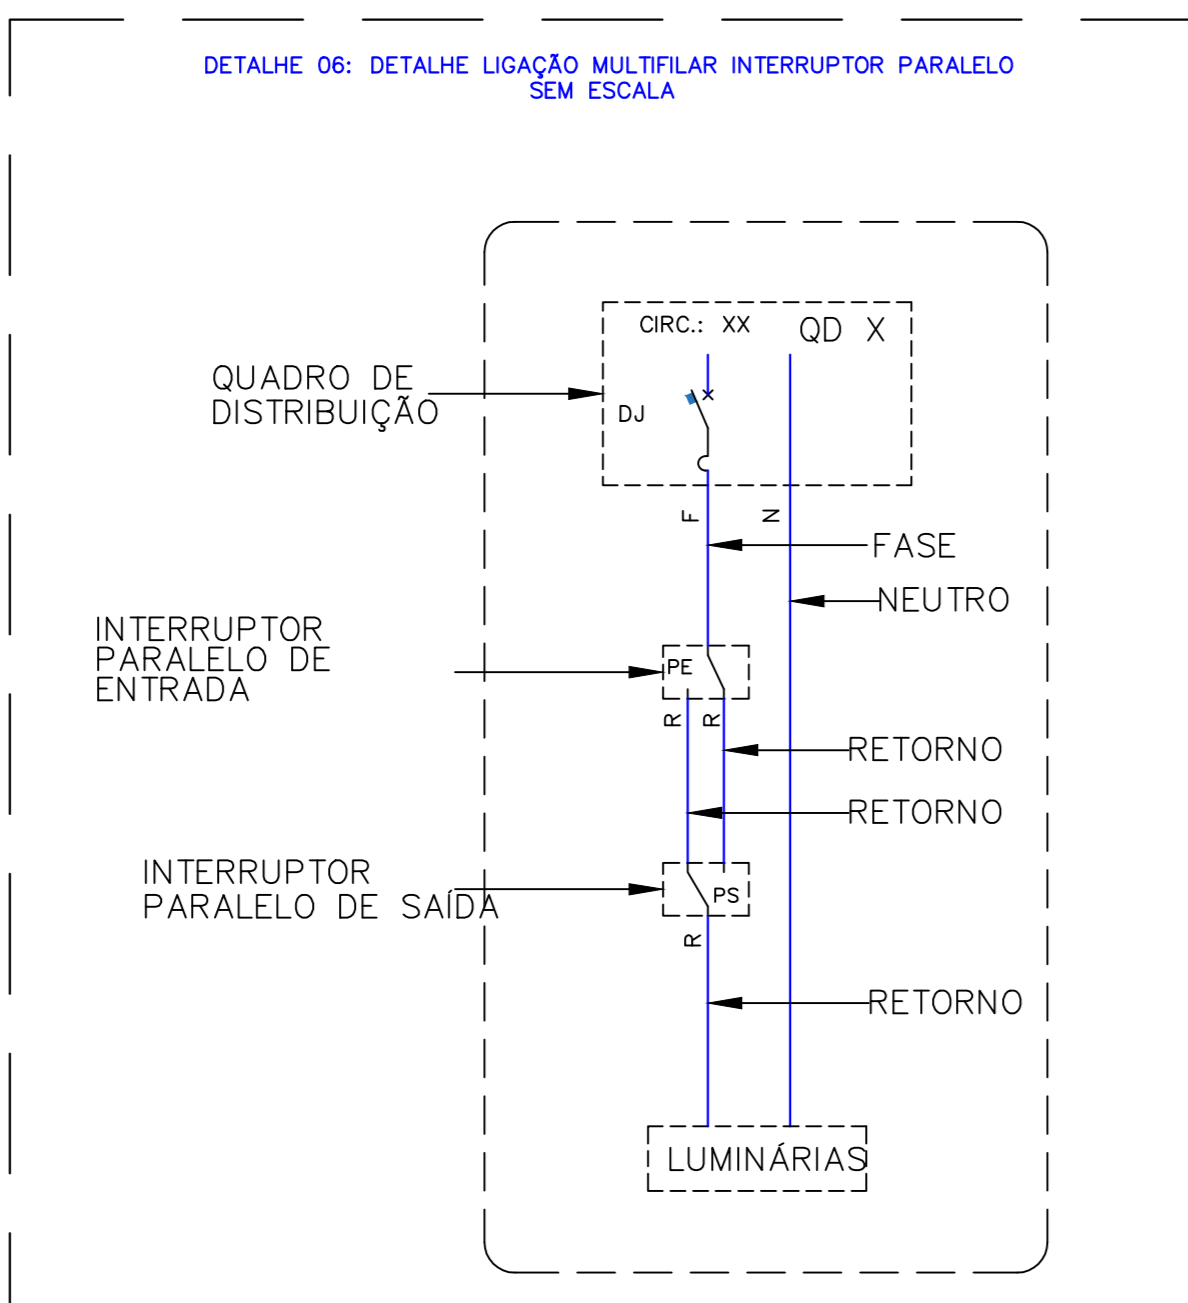 DETALHE 06: DETALHE LIGAÇÃO MULTIFILAR INTERRUPTOR PARALELO
SEM ESCALA
CIRC.: XX
QD X
QUADRO DE
DISTRIBUIÇÃO
DJ
F
N
FASE
NEUTRO
INTERRUPTOR
PARALELO DE
ENTRADA
PE
R
R
RETORNO
RETORNO
INTERRUPTOR
PARALELO DE SAÍDA
PS
R
RETORNO
LUMINÁRIAS